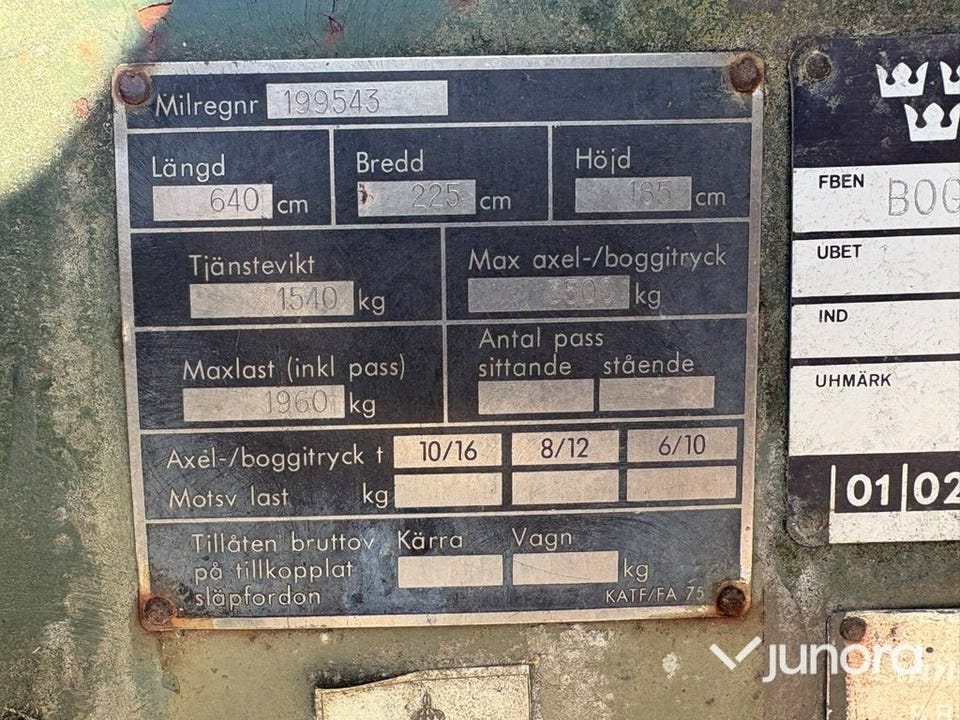 Milregnr 199543
Längd
640 cm
Bredd
225 cm
Höjd
185 cm
Tjänstevikt
1540 kg
Max axel-/boggitryck
3500 kg
Maxlast (inkl pass)
1960 kg
Antal pass
sittande stående
Axel-/boggitryck t 10/16 8/12 6/10
Motsv last kg
Tillåten bruttov Kärra Vagn
på tillkopplat kg
släpfordon KATF/FA 75
FBEN BOG
UBET
IND
UHMÄRK
01 02
junora